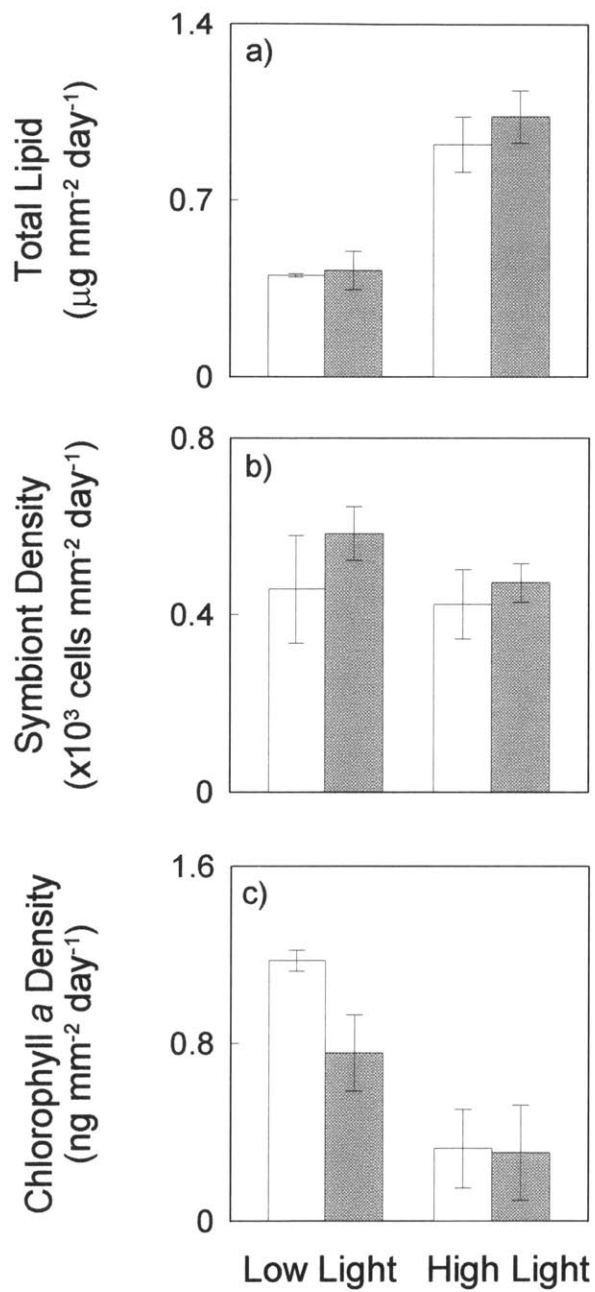 Total Lipid
(µg mm⁻² day⁻¹)
1.4
a)
0.7
0
Symbiont Density
(x10³ cells mm⁻² day⁻¹)
0.8
b)
0.4
0
Chlorophyll a Density
(ng mm⁻² day⁻¹)
1.6
c)
0.8
0
Low Light High Light